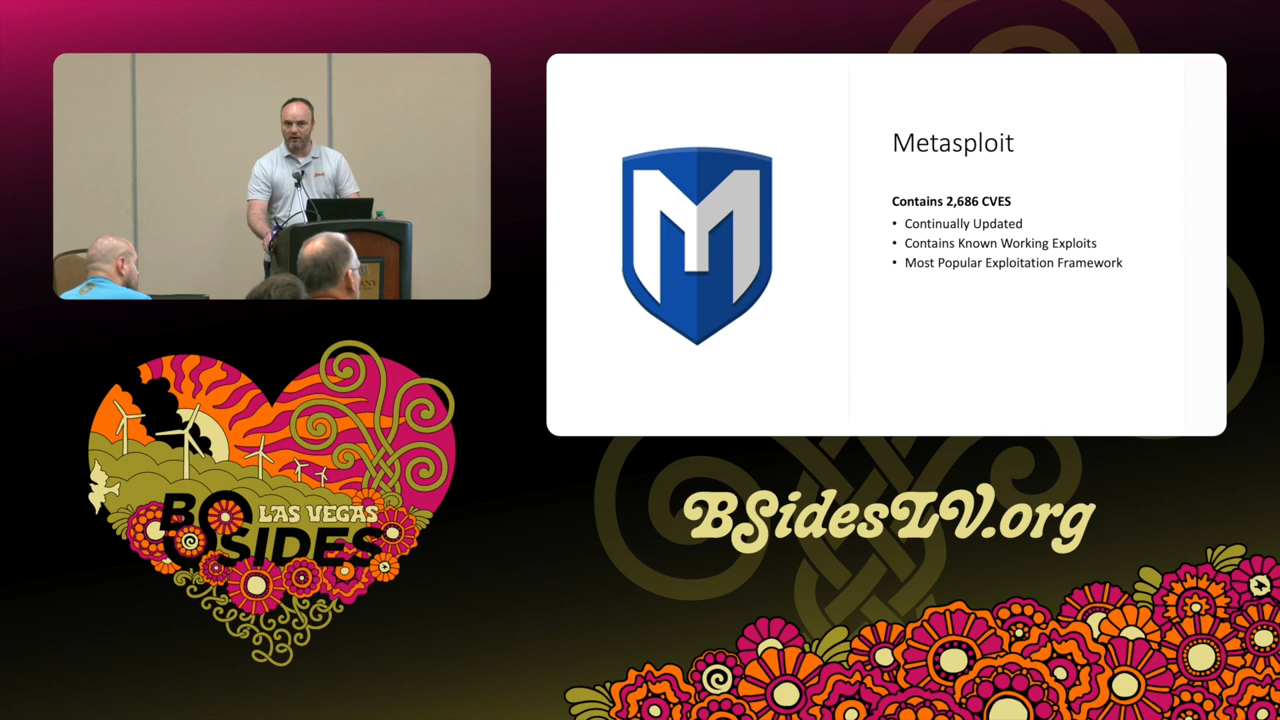 Metasploit
Contains 2,686 CVES
• Continually Updated
• Contains Known Working Exploits
• Most Popular Exploitation Framework
LAS VEGAS
BSidesLV.org
23